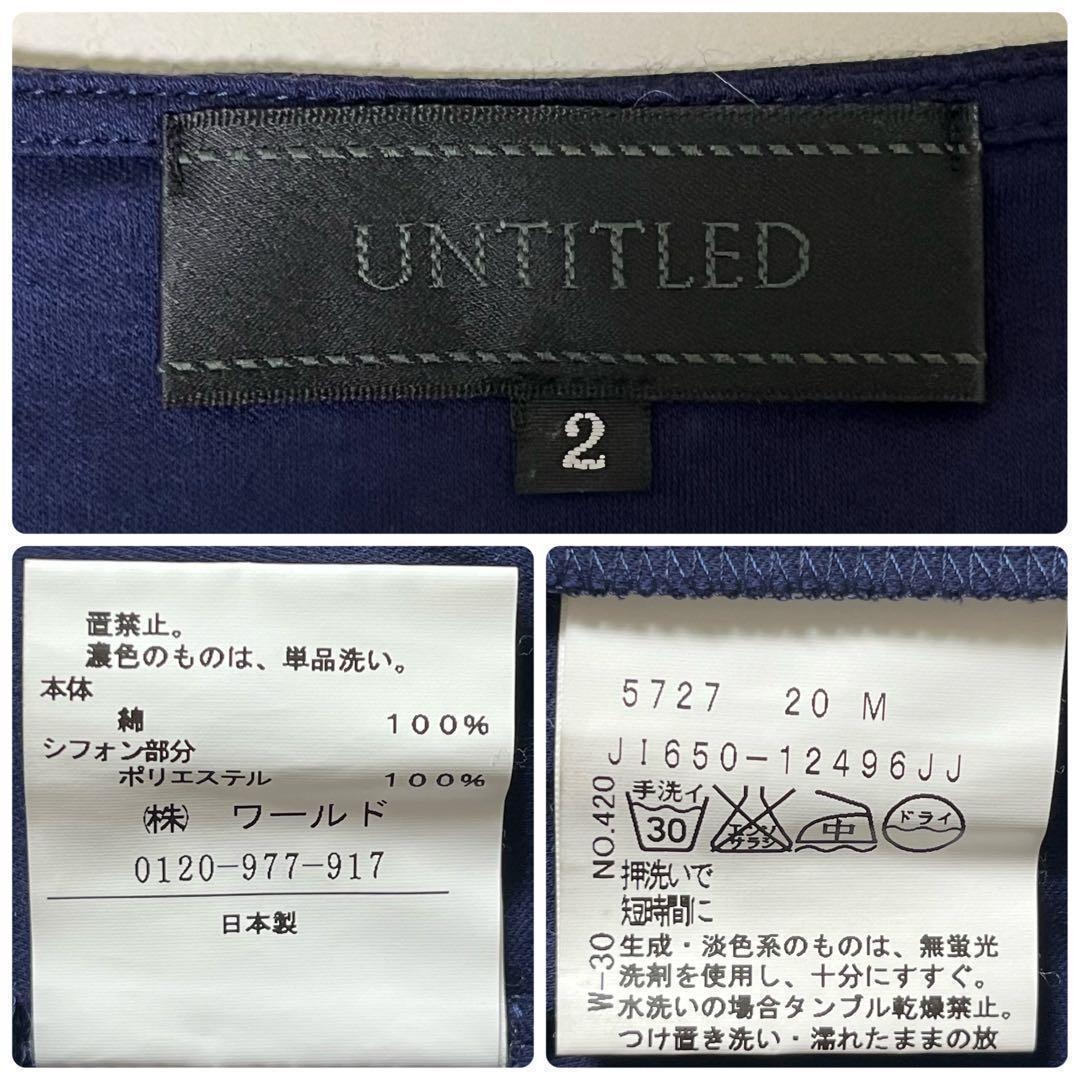 UNTITLED
2
置禁止。
濃色のものは、単品洗い。
本体
綿 100%
シフォン部分
ポリエステル 100%
㈱ ワールド
0120-977-917
日本製
5727 20 M
JI650-12496JJ
手洗イ
30 エンソ 中 ドライ
サラシ
押洗いで
短時間に
生成・淡色系のものは、無蛍光
洗剤を使用し、十分にすすぐ。
水洗いの場合タンブル乾燥禁止。
つけ置き洗い・濡れたままの放
W-30 NO.420